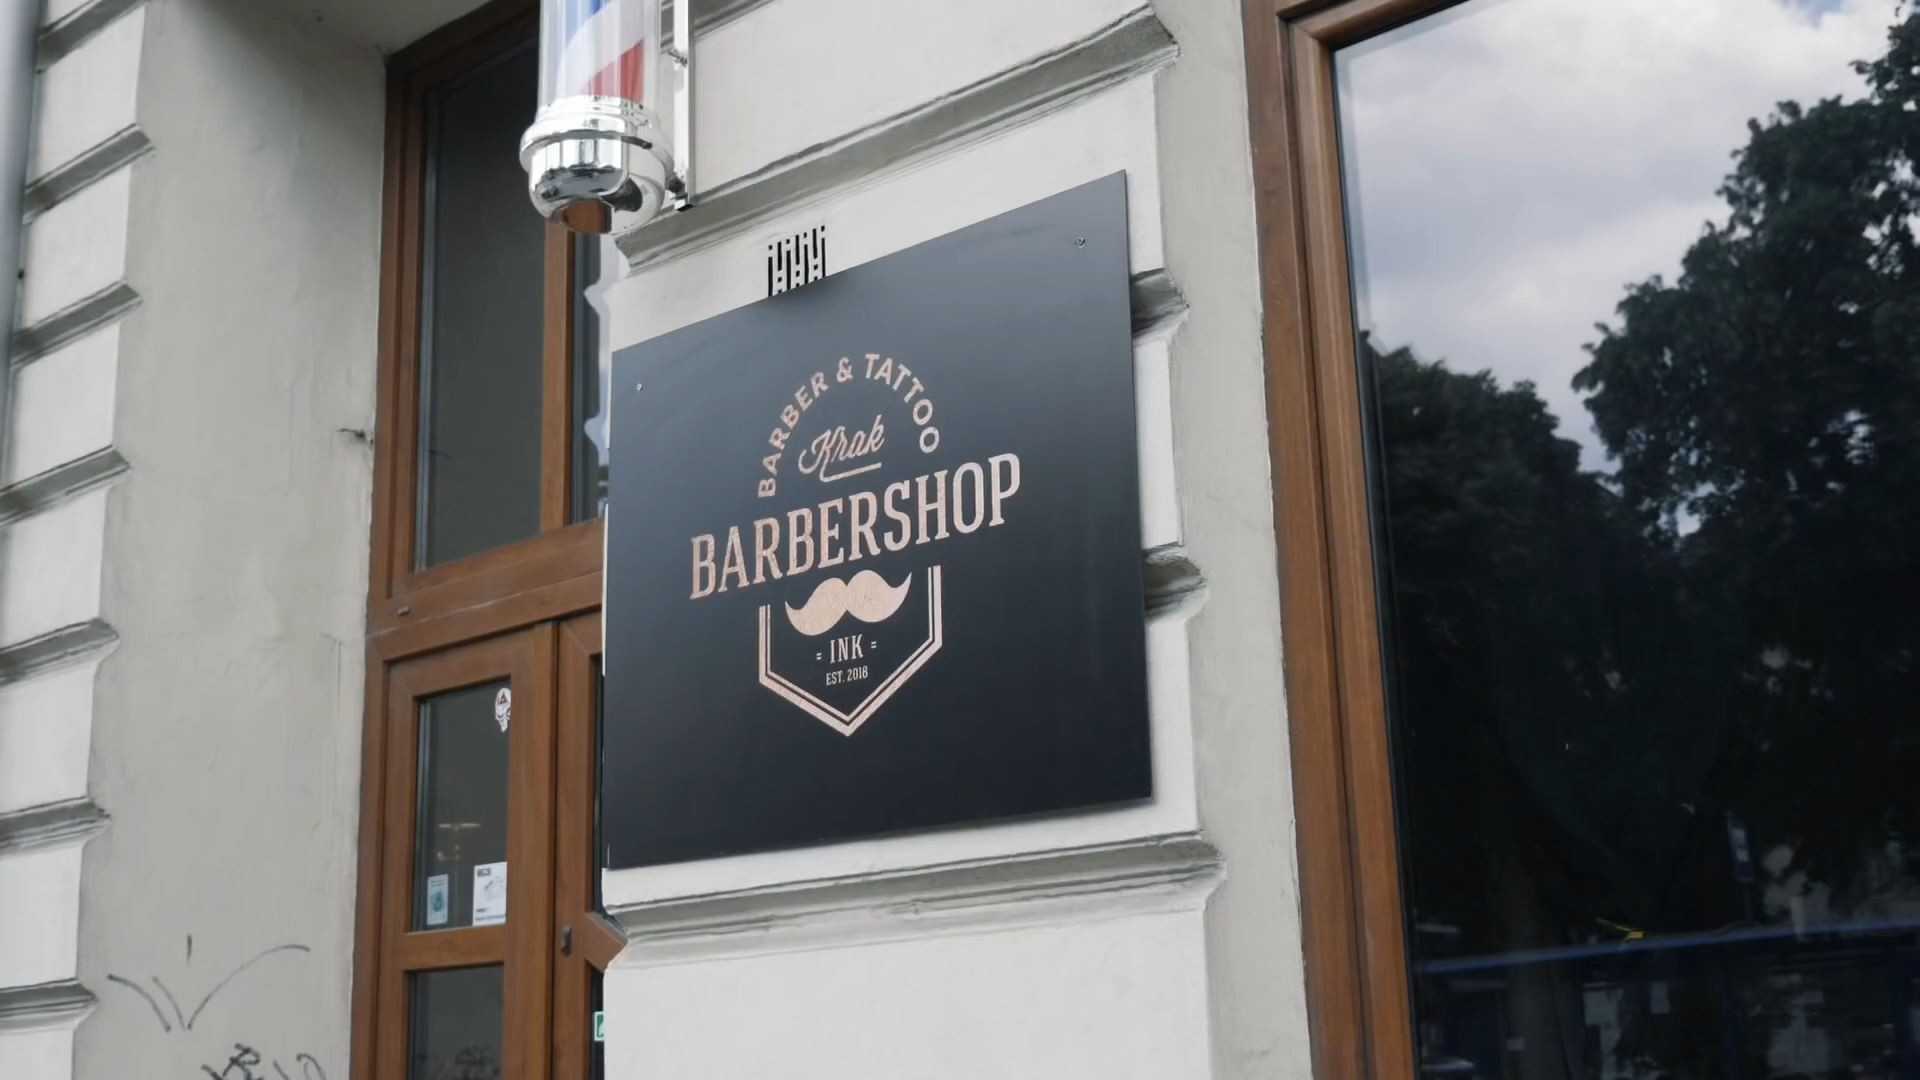 BARBER & TATTOO
Krak
BARBERSHOP
= INK =
EST. 2018